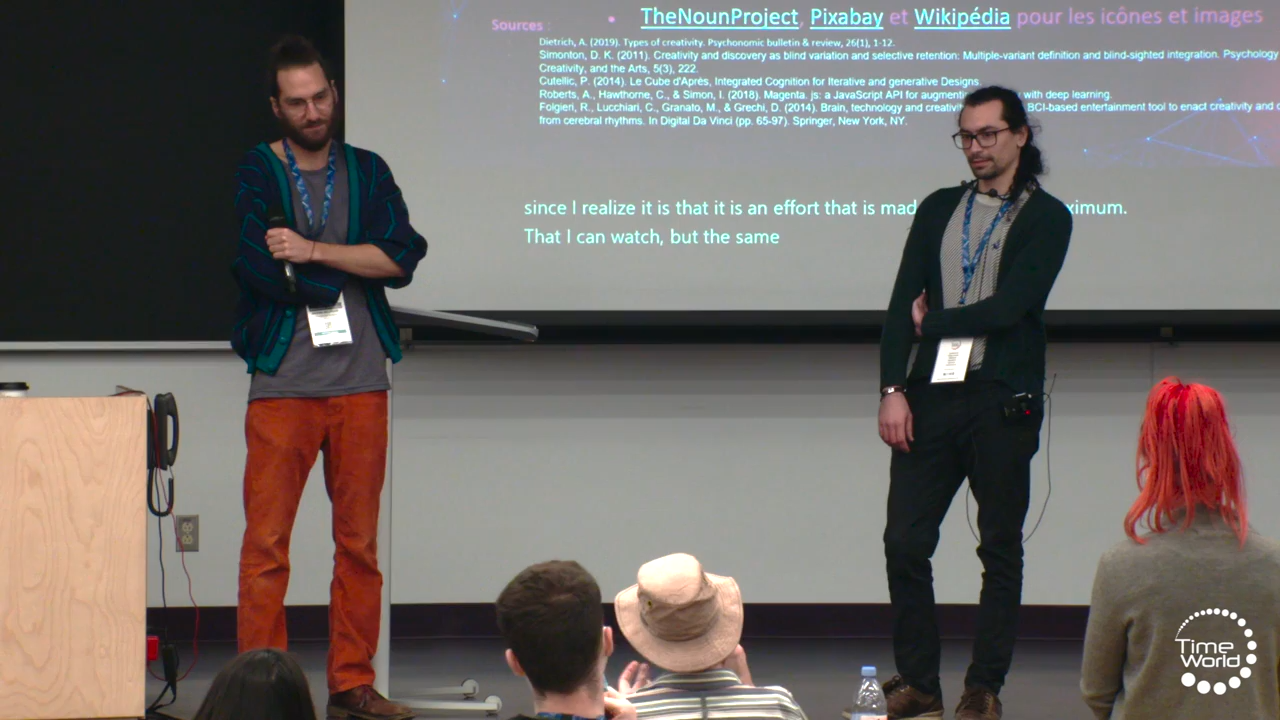 Sources :
• TheNounProject, Pixabay et Wikipédia pour les icônes et images
Dietrich, A. (2019). Types of creativity. Psychonomic bulletin & review, 26(1), 1-12.
Simonton, D. K. (2011). Creativity and discovery as blind variation and selective retention: Multiple-variant definition and blind-sighted integration. Psychology
Creativity, and the Arts, 5(3), 222.
Cutellic, P. (2014). Le Cube d'Après, Integrated Cognition for Iterative and generative Designs.
Roberts, A., Hawthorne, C., & Simon, I. (2018). Magenta. js: a JavaScript API for with deep learning.
Folgieri, R., Lucchiari, C., Granato, M., & Grechi, D. (2014). Brain, technology and BCI-based entertainment tool to enact creativity and
from cerebral rhythms. In Digital Da Vinci (pp. 65-97). Springer, New York, NY.
since I realize it is that it is an effort that is
That I can watch, but the same
Time
World